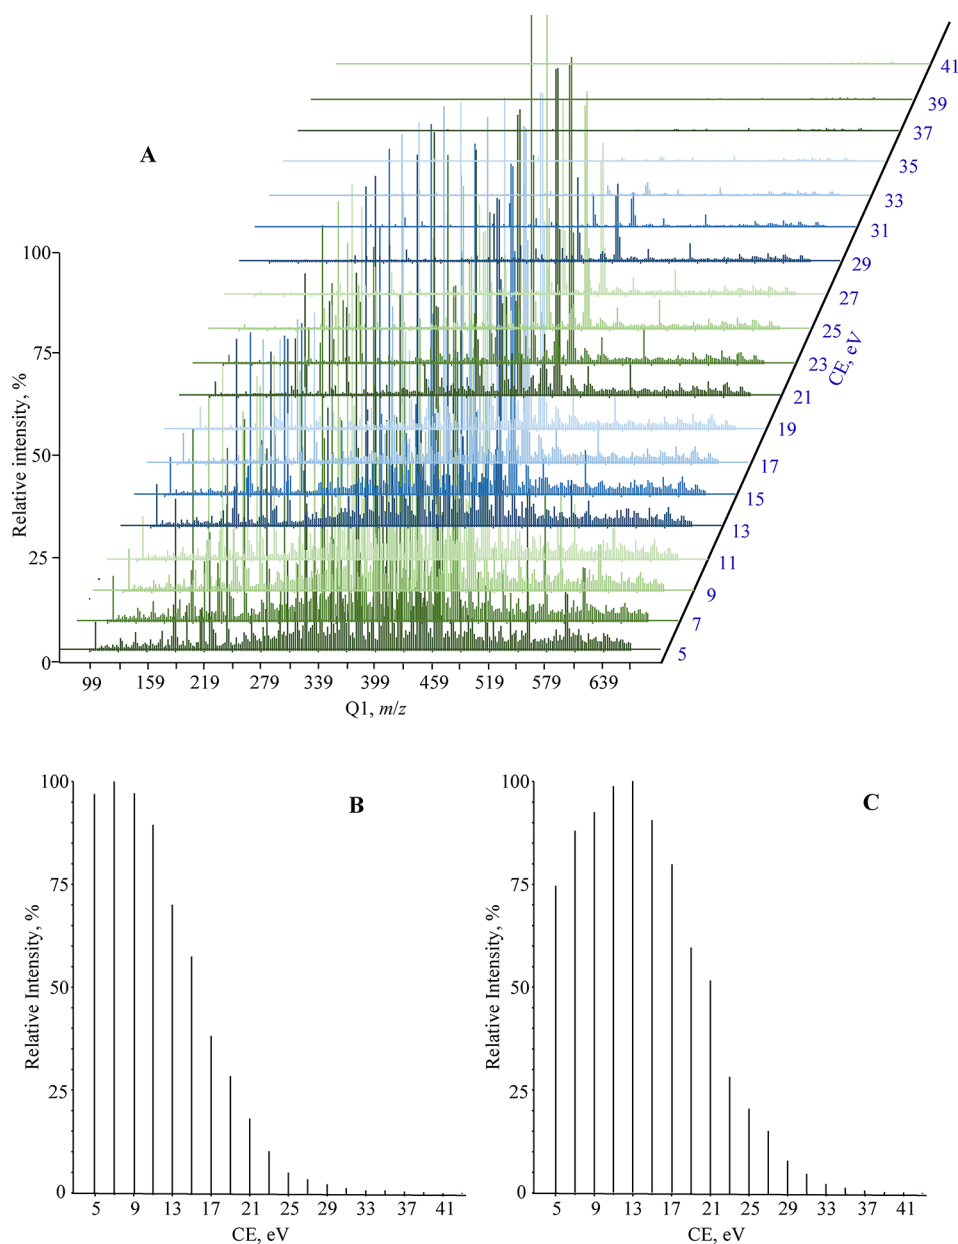 A
100
75
50
25
0
Relative intensity, %
99 159 219 279 339 399 459 519 579 639
Q1, m/z
41
39
37
35
33
31
29
27
25
23
21
19
17
15
13
11
9
7
5
CE, eV
B
100
75
50
25
0
Relative Intensity, %
5 9 13 17 21 25 29 33 37 41
CE, eV
C
100
75
50
25
0
Relative Intensity, %
5 9 13 17 21 25 29 33 37 41
CE, eV